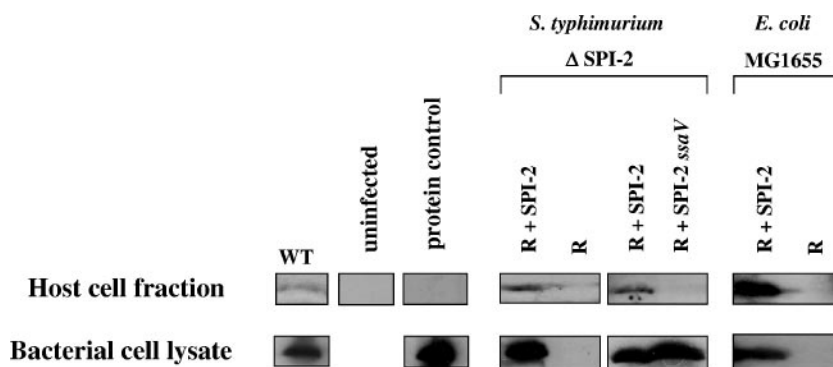 S. typhimurium
E. coli
Δ SPI-2
MG1655
WT
uninfected
protein control
R + SPI-2
R
R + SPI-2
R + SPI-2 ssaV
R + SPI-2
R
Host cell fraction
Bacterial cell lysate